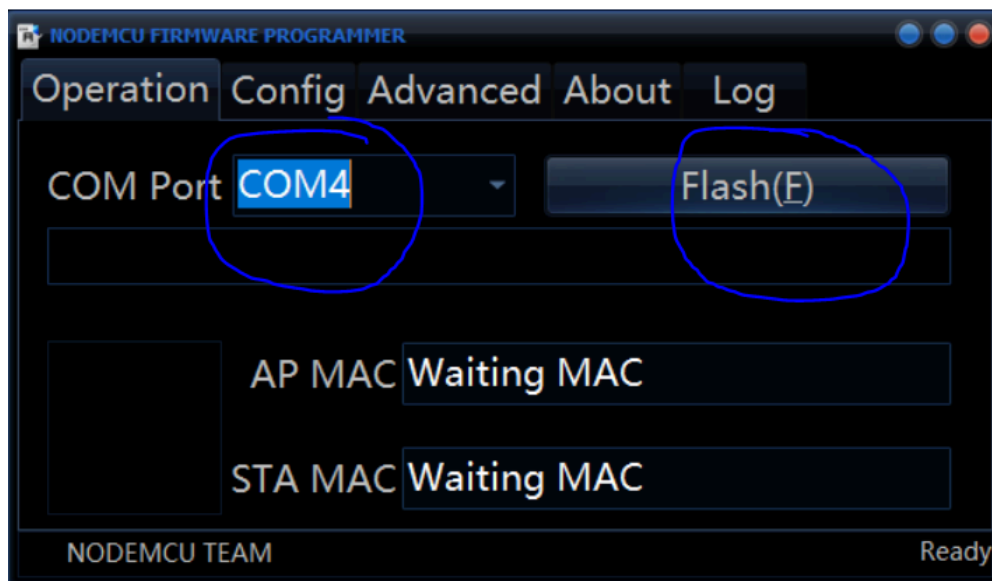 NODEMCU FIRMWARE PROGRAMMER
Operation Config Advanced About Log
COM Port COM4 Flash(F)
AP MAC Waiting MAC
STA MAC Waiting MAC
NODEMCU TEAM Ready